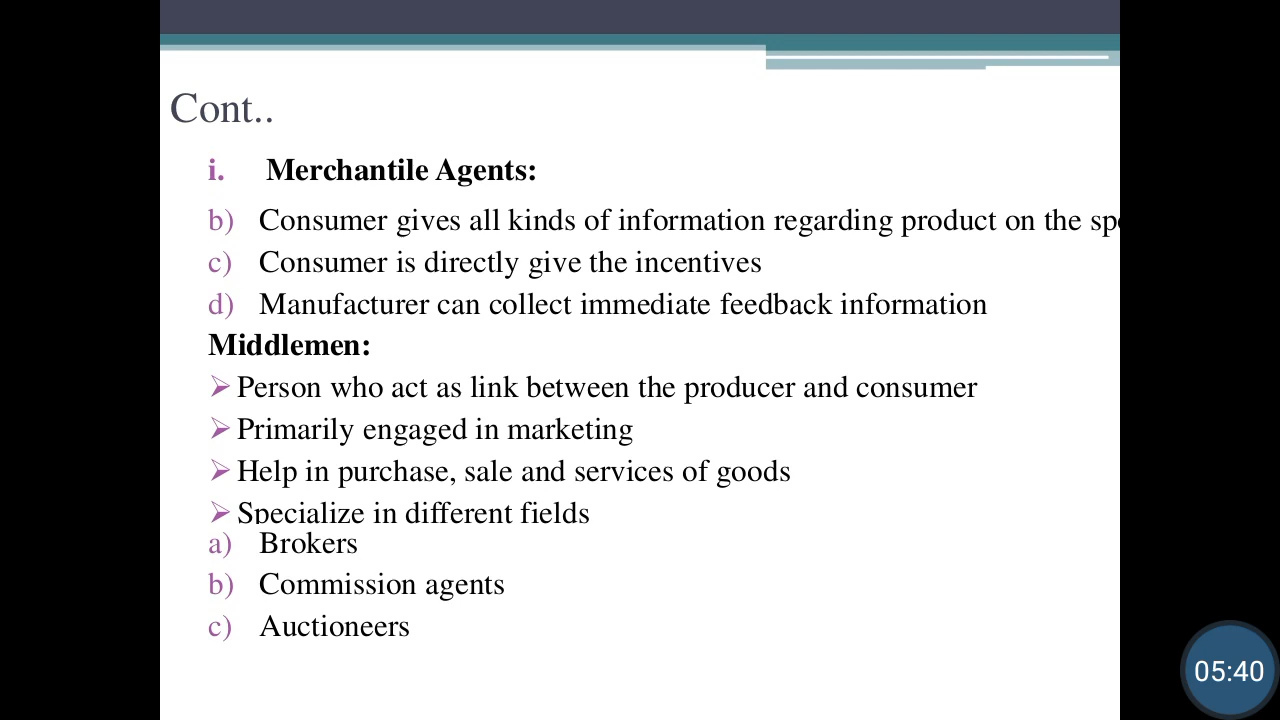 Cont..
i. Merchantile Agents:
b) Consumer gives all kinds of information regarding product on the
c) Consumer is directly give the incentives
d) Manufacturer can collect immediate feedback information
Middlemen:
➢ Person who act as link between the producer and consumer
➢ Primarily engaged in marketing
➢ Help in purchase, sale and services of goods
➢ Specialize in different fields
a) Brokers
b) Commission agents
c) Auctioneers
05:40